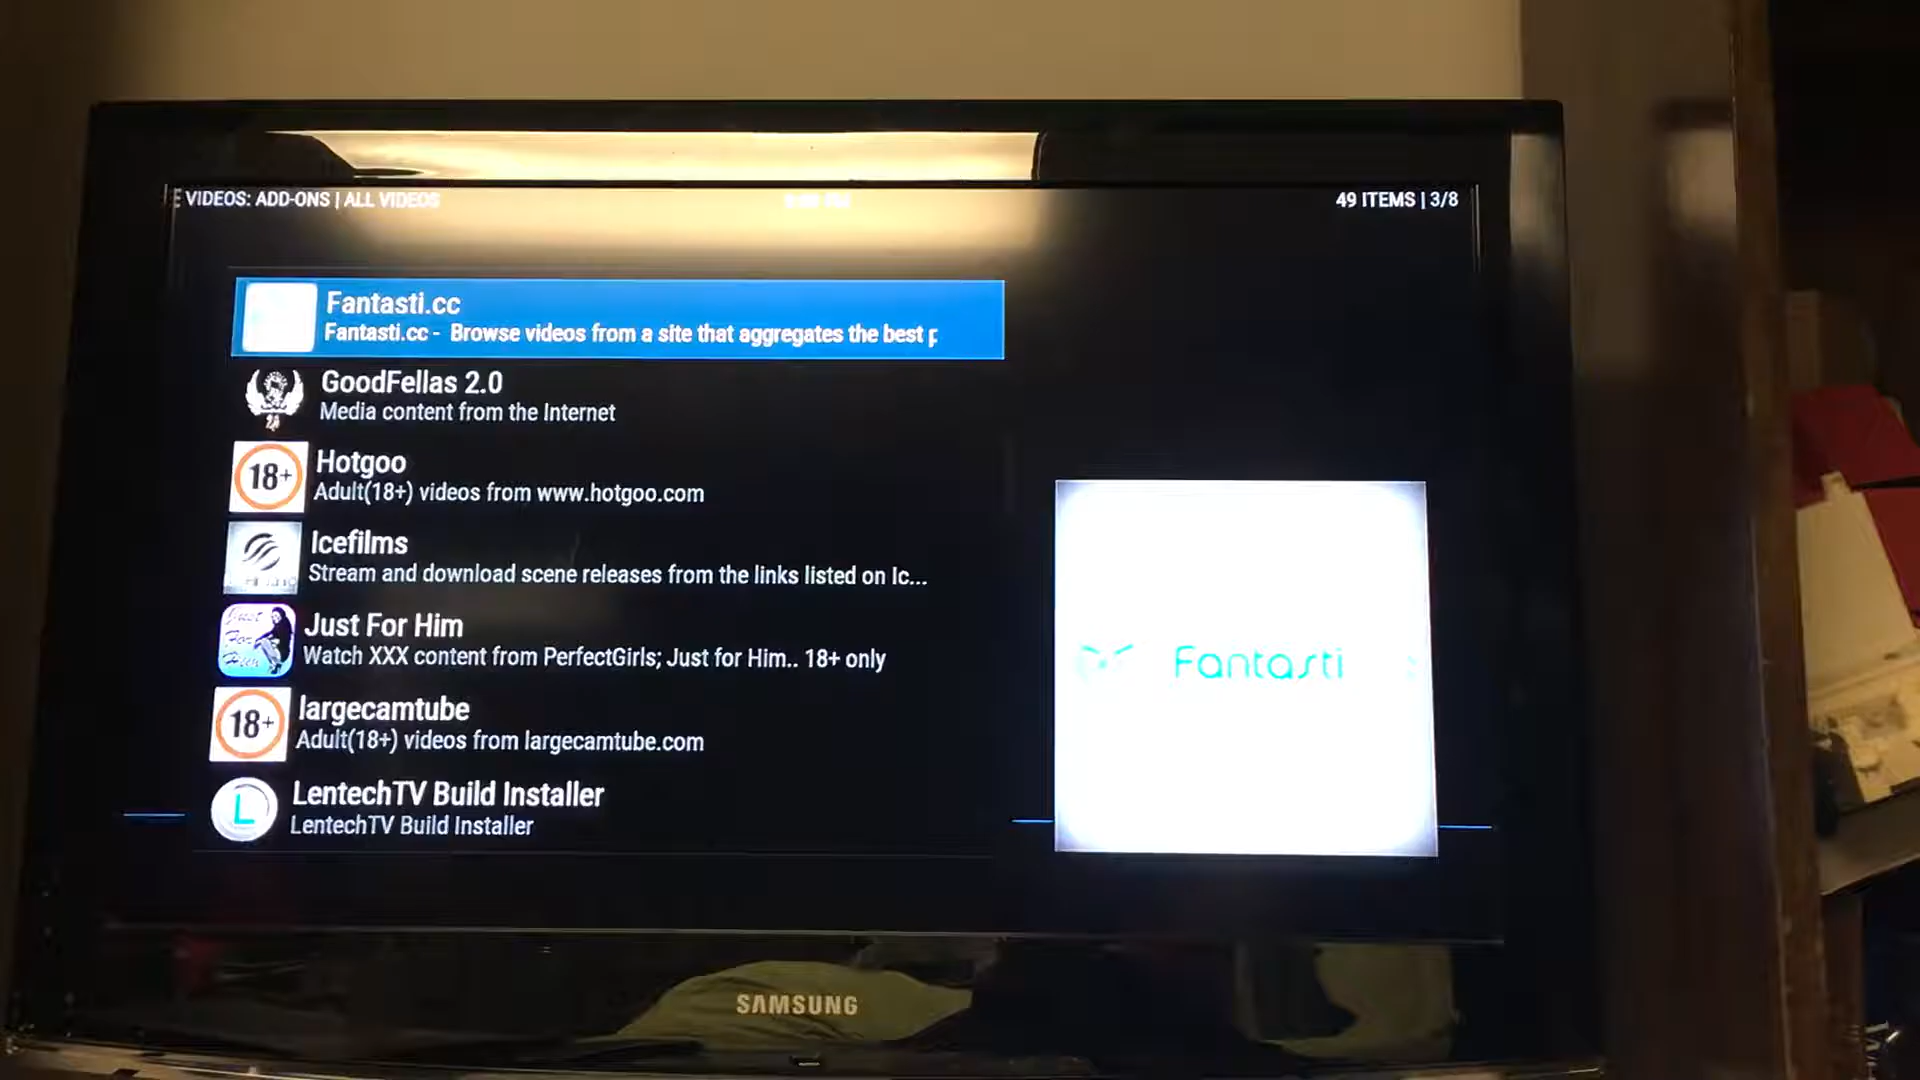 VIDEOS: ADD-ONS | ALL VIDEOS
49 ITEMS | 3/8
Fantasti.cc
Fantasti.cc - Browse videos from a site that aggregates the best p
GoodFellas 2.0
Media content from the Internet
18+
Hotgoo
Adult(18+) videos from www.hotgoo.com
Icefilms
Stream and download scene releases from the links listed on Ic...
Just For Him
Just For Him
Watch XXX content from PerfectGirls; Just for Him.. 18+ only
18+
largecamtube
Adult(18+) videos from largecamtube.com
L
LentechTV Build Installer
LentechTV Build Installer
Fantasti
SAMSUNG